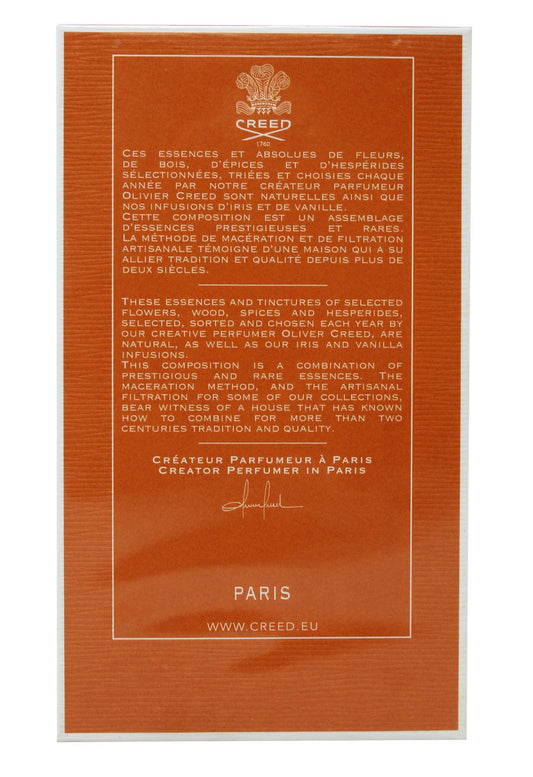 CREED
1760
CES ESSENCES ET ABSOLUES DE FLEURS,
DE BOIS, D'ÉPICES ET D'HESPÉRIDES
SÉLECTIONNÉES, TRIÉES ET CHOISIES CHAQUE
ANNÉE PAR NOTRE CRÉATEUR PARFUMEUR
OLIVIER CREED SONT NATURELLES AINSI QUE
NOS INFUSIONS D'IRIS ET DE VANILLE.
CETTE COMPOSITION EST UN ASSEMBLAGE
D'ESSENCES PRESTIGIEUSES ET RARES.
LA MÉTHODE DE MACÉRATION ET DE FILTRATION
ARTISANALE TÉMOIGNE D'UNE MAISON QUI A SU
ALLIER TRADITION ET QUALITÉ DEPUIS PLUS DE
DEUX SIÈCLES.
THESE ESSENCES AND TINCTURES OF SELECTED
FLOWERS, WOOD, SPICES AND HESPERIDES,
SELECTED, SORTED AND CHOSEN EACH YEAR BY
OUR CREATIVE PERFUMER OLIVER CREED, ARE
NATURAL, AS WELL AS OUR IRIS AND VANILLA
INFUSIONS.
THIS COMPOSITION IS A COMBINATION OF
PRESTIGIOUS AND RARE ESSENCES. THE
MACERATION METHOD, AND THE ARTISANAL
FILTRATION FOR SOME OF OUR COLLECTIONS,
BEAR WITNESS OF A HOUSE THAT HAS KNOWN
HOW TO COMBINE FOR MORE THAN TWO
CENTURIES TRADITION AND QUALITY.
CRÉATEUR PARFUMEUR À PARIS
CREATOR PERFUMER IN PARIS
PARIS
WWW.CREED.EU